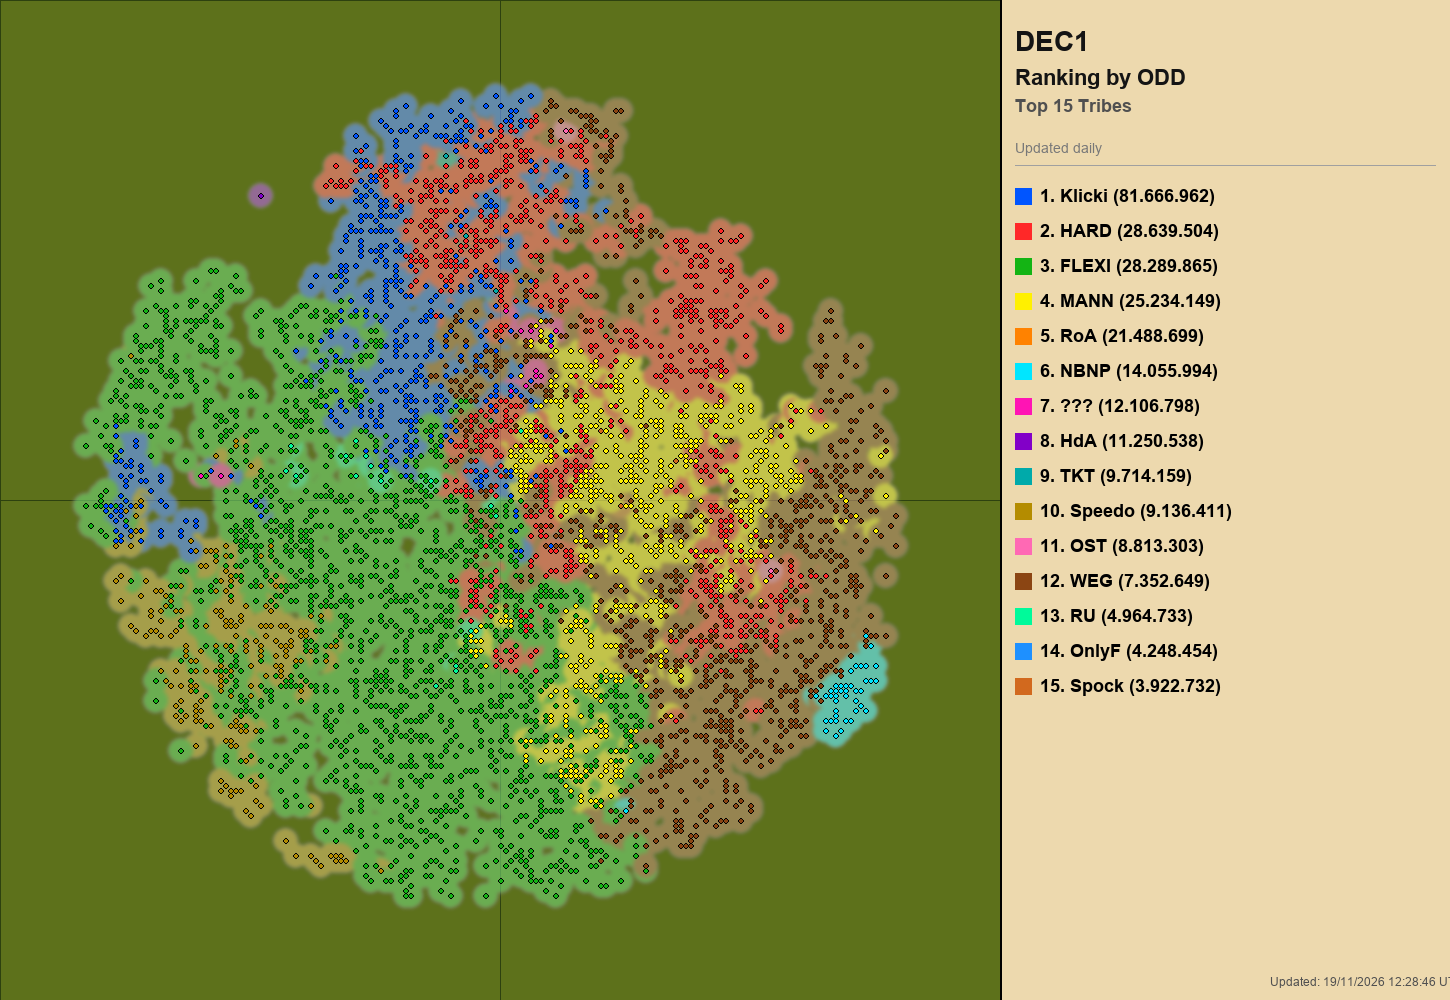 DEC1
Ranking by ODD
Top 15 Tribes
Updated daily
1. Klicki (81.666.962)
2. HARD (28.639.504)
3. FLEXI (28.289.865)
4. MANN (25.234.149)
5. RoA (21.488.699)
6. NBNP (14.055.994)
7. ??? (12.106.798)
8. HdA (11.250.538)
9. TKT (9.714.159)
10. Speedo (9.136.411)
11. OST (8.813.303)
12. WEG (7.352.649)
13. RU (4.964.733)
14. OnlyF (4.248.454)
15. Spock (3.922.732)
Updated: 19/11/2026 12:28:46